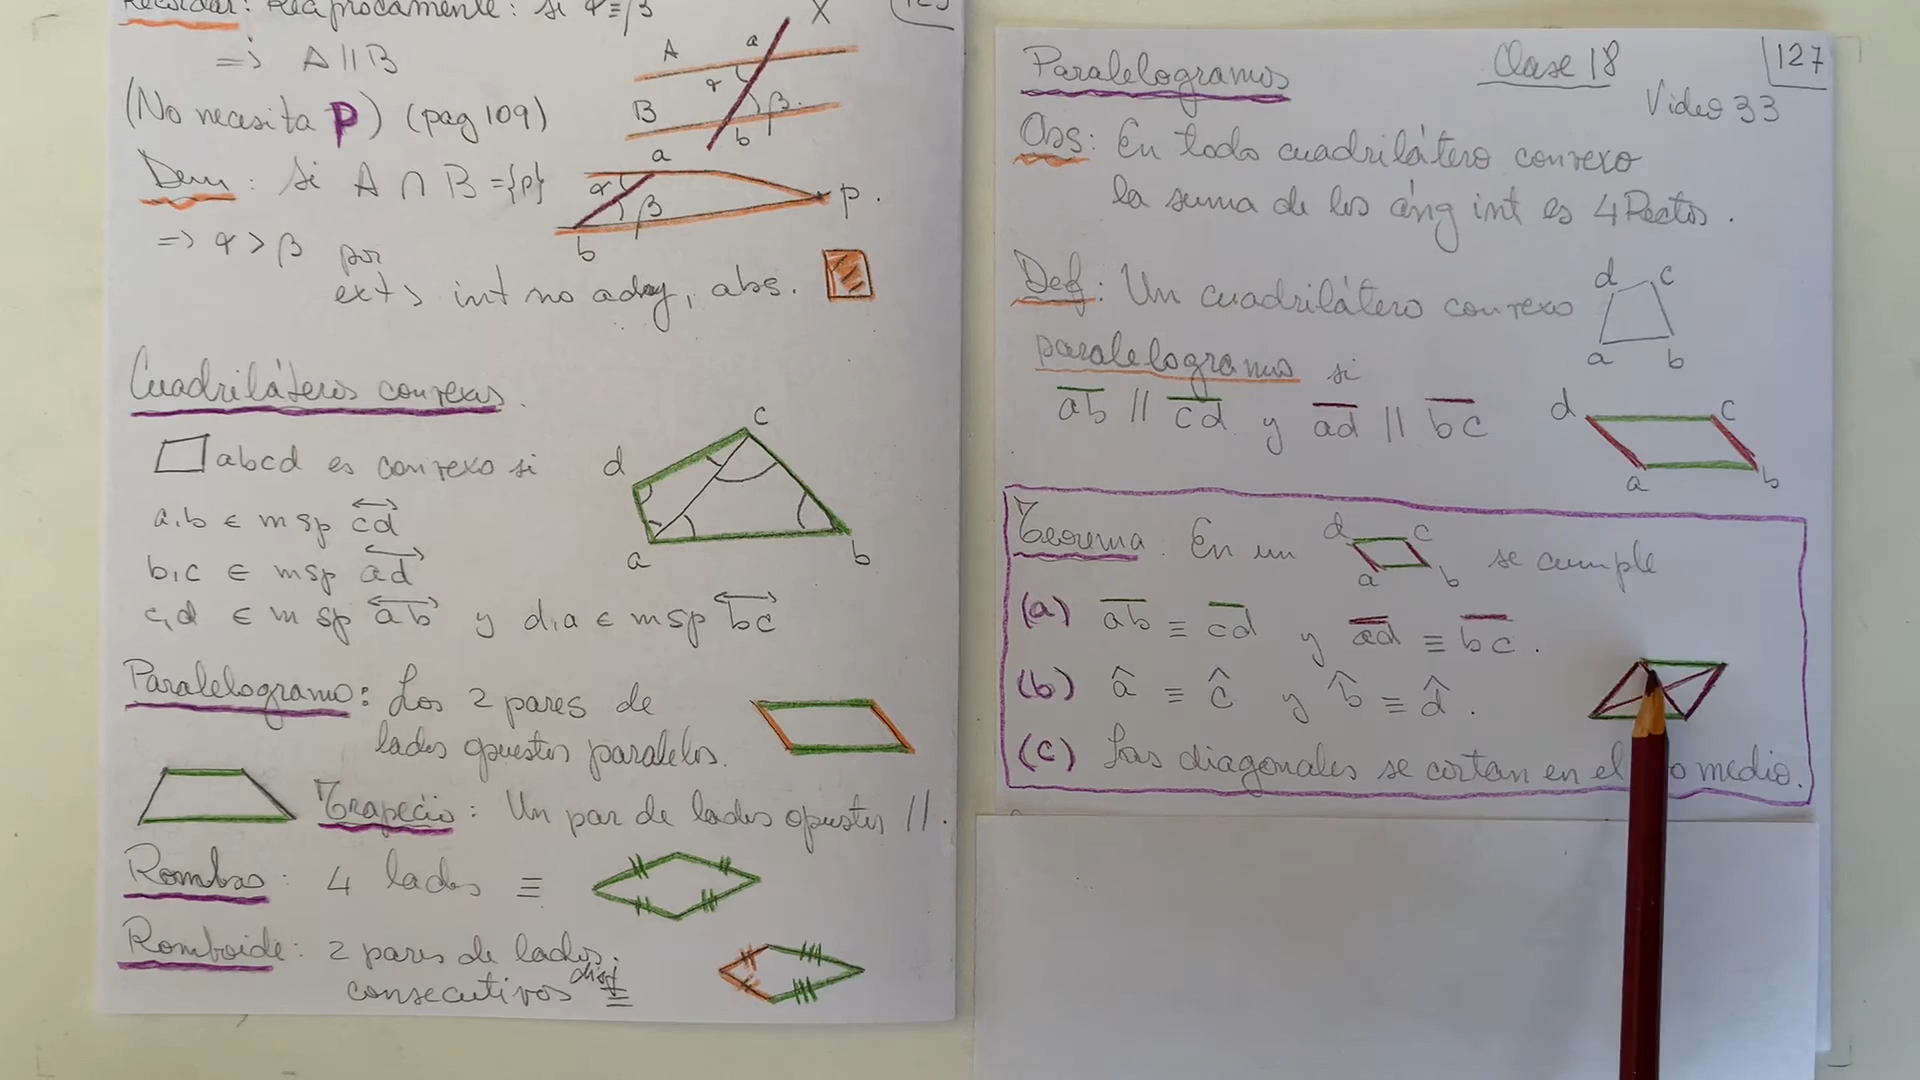 Recordar: Recíprocamente: si α ≡ β
=> A || B
(No necesita P) (pag 109)
Dem: Si A ∩ B = {p}
=> α > β por
ext > int no aday, abs.
X
A
a
α
B
β
b
a
α
β
p.
b
Cuadriláteros convexos.
abcd es convexo si
a,b ∈ msp cd
b,c ∈ msp ad
c,d ∈ msp ab y d,a ∈ msp bc
c
d
a
b
Paralelogramo: Los 2 pares de
lados opuestos paralelos.
Trapecio: Un par de lados opuestos //.
Rombos: 4 lados ≡
Romboide: 2 pares de lados
consecutivos dist ≡
Paralelogramos
Clase 18
127
Video 33
Obs: En todo cuadrilátero convexo
la suma de los áng int es 4 Rectos.
Def: Un cuadrilátero convexo
d c
a b
paralelogramo si
ab // cd y ad // bc
d c
a b
Teorema: En un
d c
a b
se cumple
(a) ab ≡ cd y ad ≡ bc.
(b) â ≡ ĉ y b̂ ≡ d̂.
(c) Las diagonales se cortan en el medio.